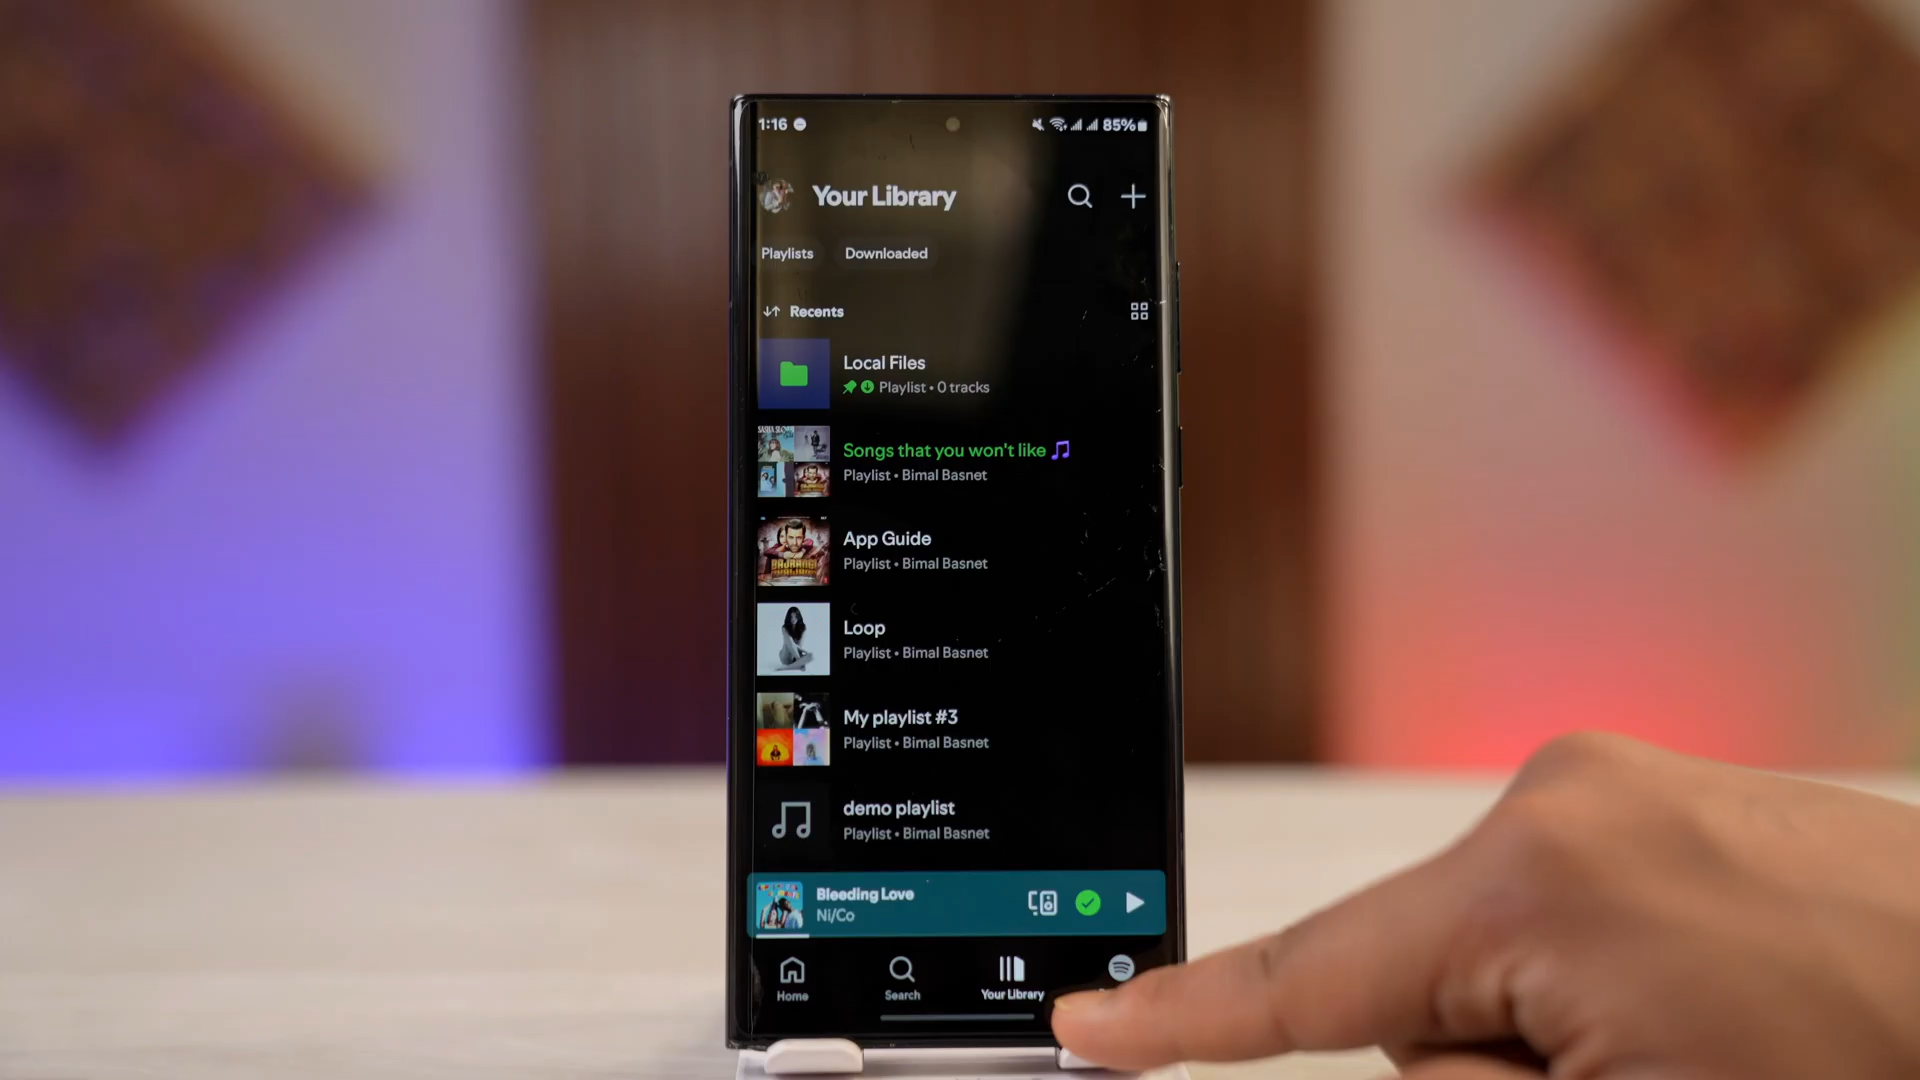 1:16 85%
Your Library
Playlists Downloaded
Recents
Local Files
Playlist • 0 tracks
Songs that you won't like
Playlist • Bimal Basnet
App Guide
Playlist • Bimal Basnet
Loop
Playlist • Bimal Basnet
My playlist #3
Playlist • Bimal Basnet
demo playlist
Playlist • Bimal Basnet
Bleeding Love
Ni/Co
Home Search Your Library